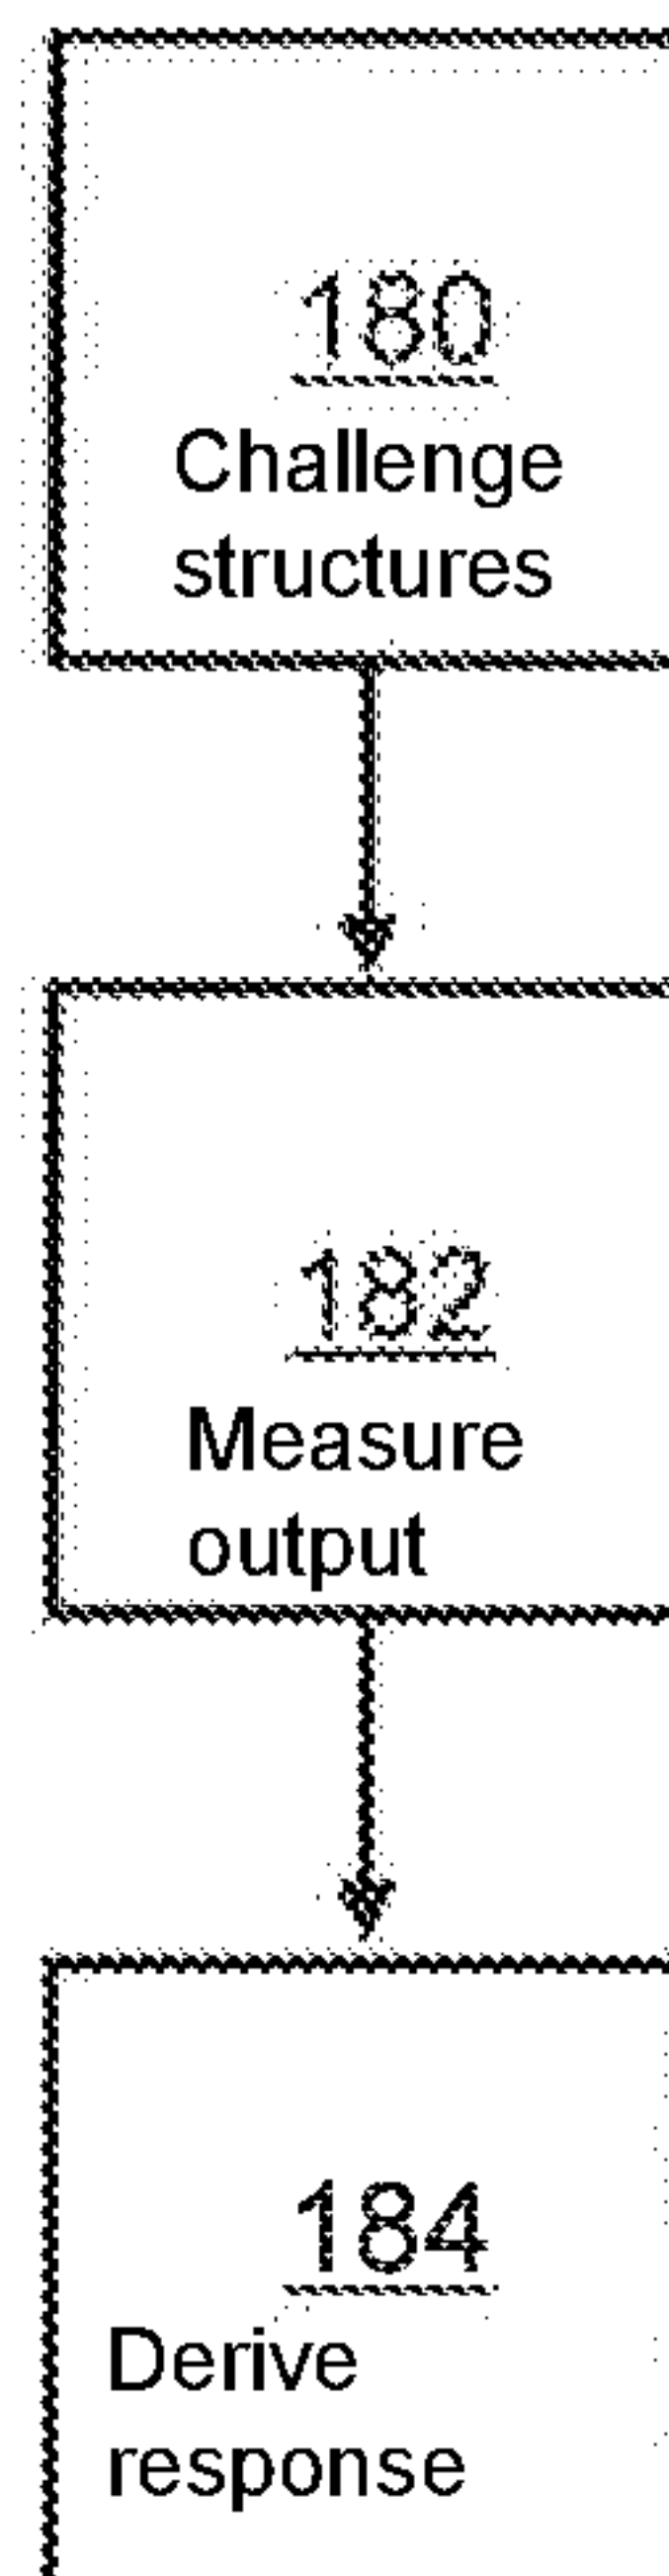 180
Challenge
structures
182
Measure
output
184
Derive
response